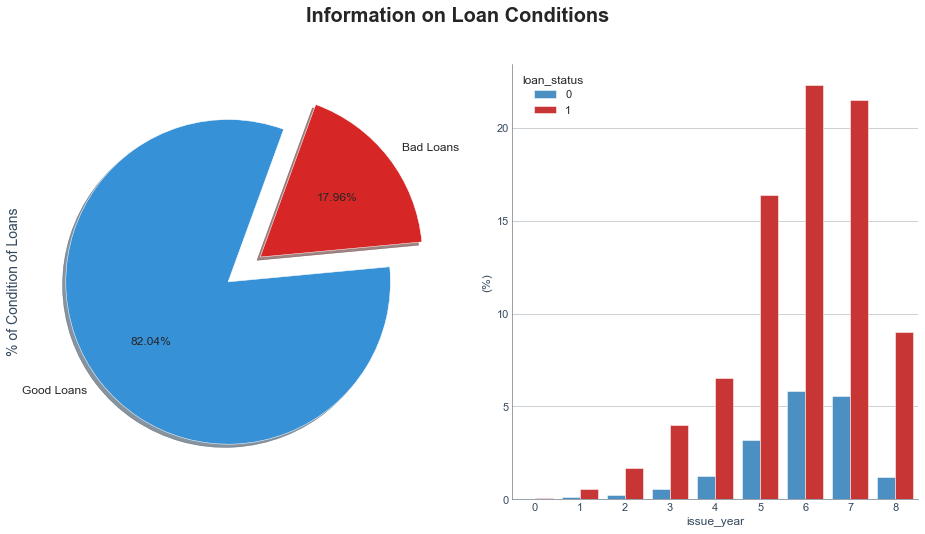 Information on Loan Conditions
% of Condition of Loans
Bad Loans
17.96%
82.04%
Good Loans
loan_status
0
1
(%)
20
15
10
5
0
0 1 2 3 4 5 6 7 8
issue_year